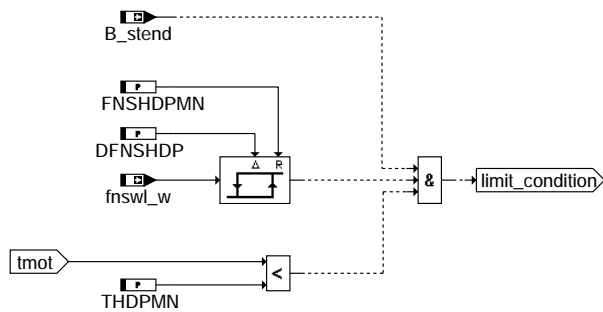 B_stend
P
FNSHDPMN
P
DFNSHDP
Δ R
fnswl_w
&
limit_condition
tmot
<
P
THDPMN